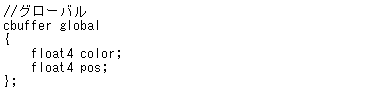 //グローバル
cbuffer global
{
    float4 color;
    float4 pos;
};